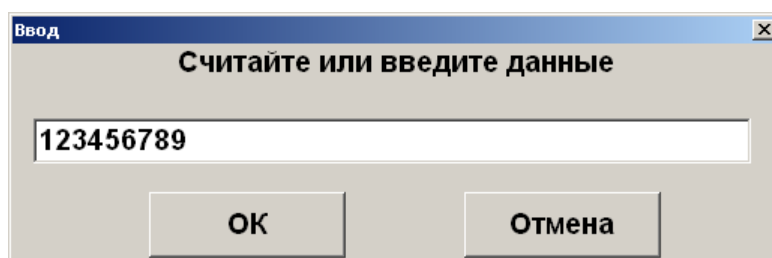 Ввод
Считайте или введите данные
123456789
ОК
Отмена